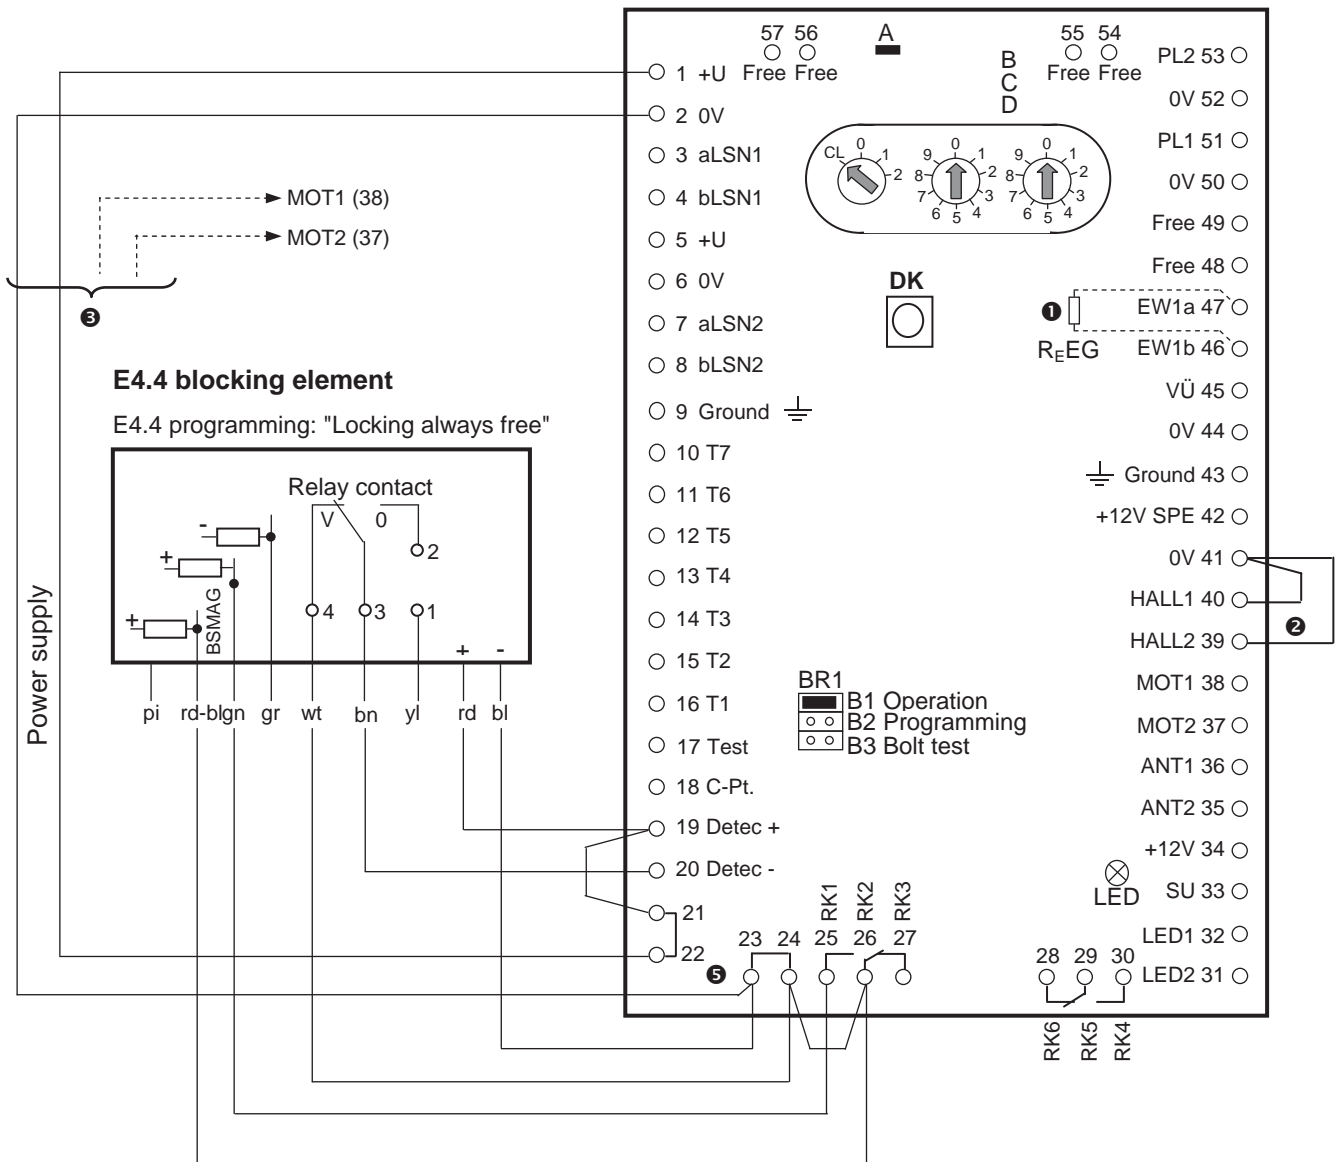 57 56
Free Free
A
B
C
D
55 54
Free Free
1 +U
2 0V
3 aLSN1
4 bLSN1
5 +U
6 0V
7 aLSN2
8 bLSN2
9 Ground
10 T7
11 T6
12 T5
13 T4
14 T3
15 T2
16 T1
17 Test
18 C-Pt.
19 Detec +
20 Detec -
21
22
CL 0 1 2
0 1 2 3 4 5 6 7 8 9
0 1 2 3 4 5 6 7 8 9
DK
PL2 53
0V 52
PL1 51
0V 50
Free 49
Free 48
EW1a 47
EW1b 46
VÜ 45
0V 44
Ground 43
+12V SPE 42
0V 41
HALL1 40
HALL2 39
MOT1 38
MOT2 37
ANT1 36
ANT2 35
+12V 34
SU 33
LED1 32
LED2 31
❶
REEG
❷
MOT1 (38)
MOT2 (37)
❸
E4.4 blocking element
E4.4 programming: "Locking always free"
Relay contact
V 0
2
4 3 1
-
+
+
BSMAG
+ -
pi rd-bl gn gr wt bn yl rd bl
Power supply
BR1
B1 Operation
B2 Programming
B3 Bolt test
LED
RK1 RK2 RK3
23 24 25 26 27
❺
28 29 30
RK6 RK5 RK4